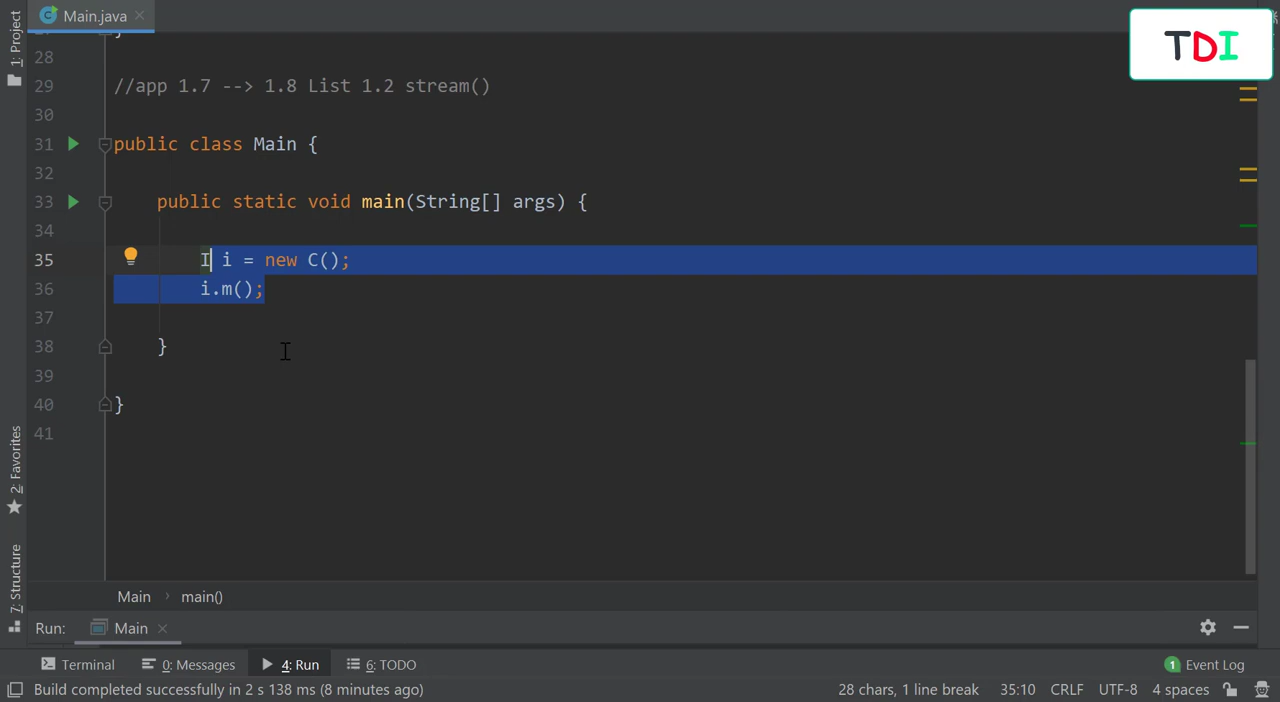 Main.java
TDI
1: Project
28
29 //app 1.7 --> 1.8 List 1.2 stream()
30
31 public class Main {
32
33 public static void main(String[] args) {
34
35 I i = new C();
36 i.m();
37
38 }
39
40 }
41
2: Favorites
7: Structure
Main › main()
Run: Main
Terminal 0: Messages 4: Run 6: TODO 1 Event Log
Build completed successfully in 2 s 138 ms (8 minutes ago) 28 chars, 1 line break 35:10 CRLF UTF-8 4 spaces